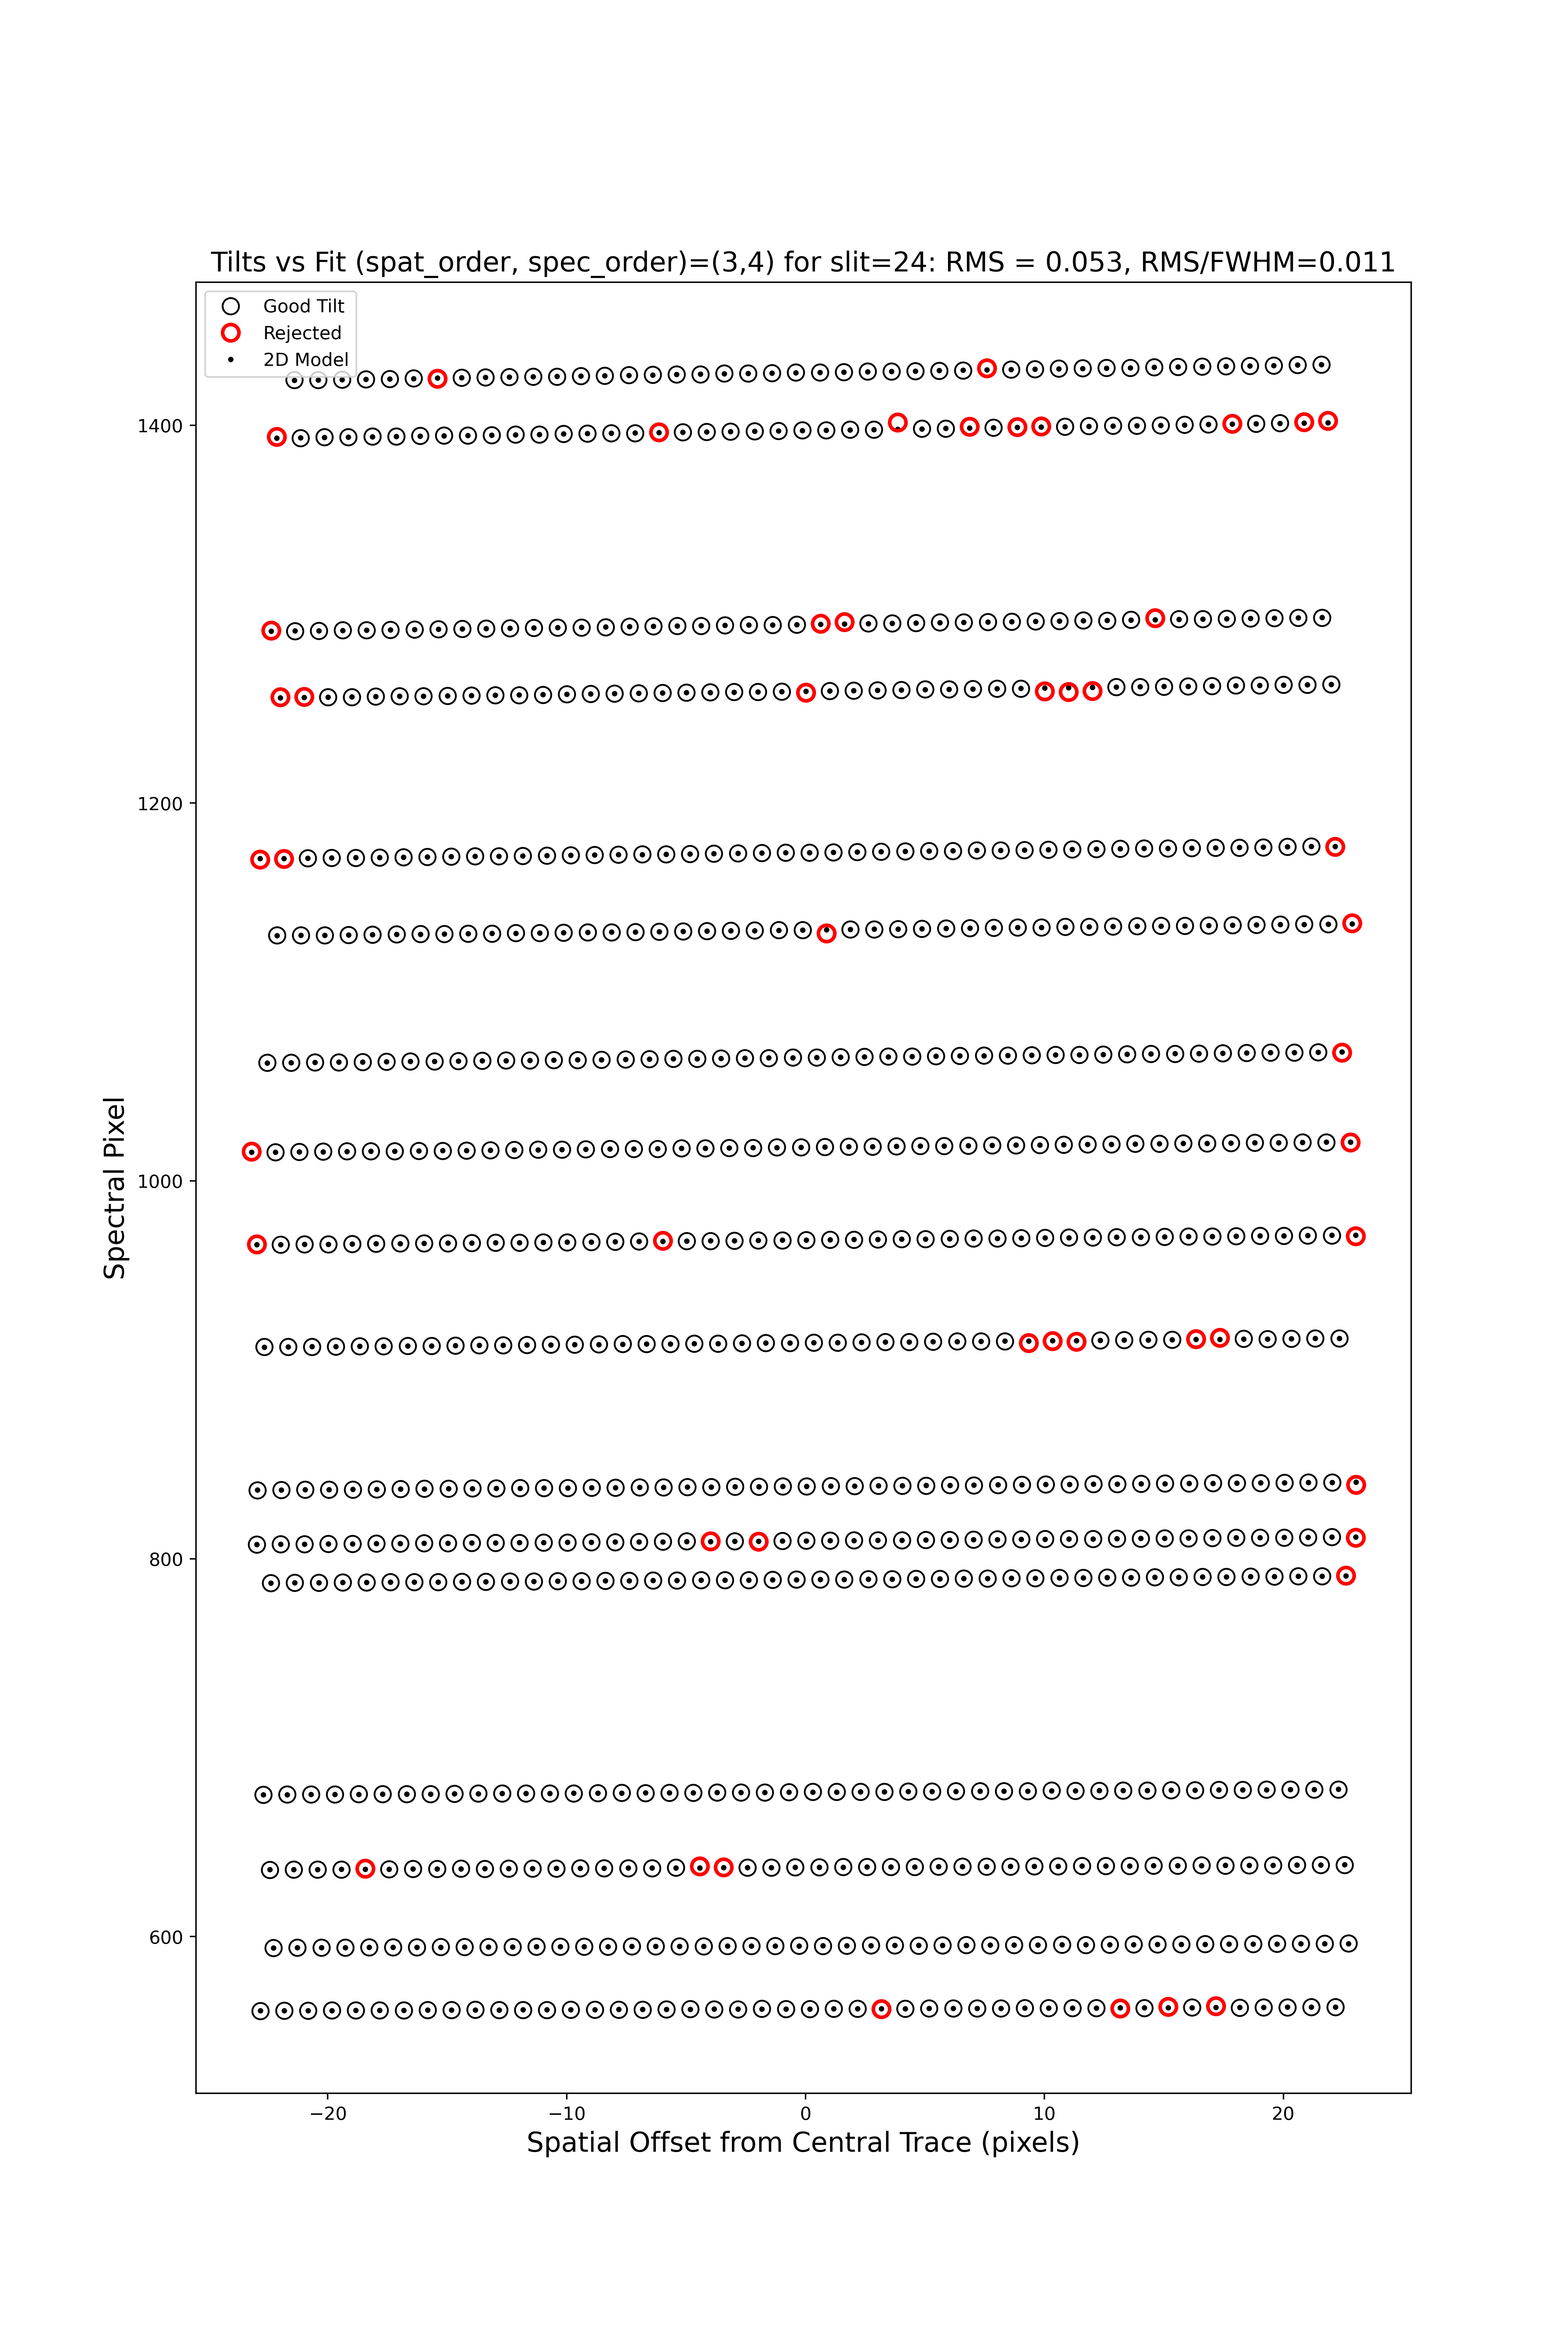 Tilts vs Fit (spat_order, spec_order)=(3,4) for slit=24: RMS = 0.053, RMS/FWHM=0.011
Good Tilt
Rejected
2D Model
1400
1200
1000
800
600
Spectral Pixel
−20
−10
0
10
20
Spatial Offset from Central Trace (pixels)